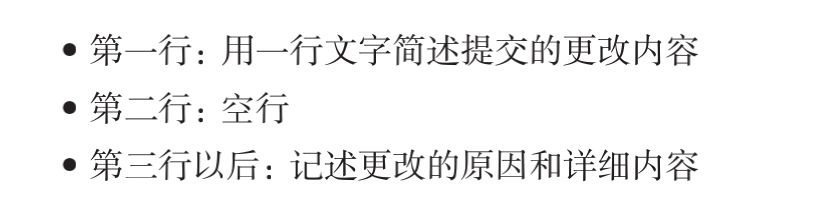 • 第一行：用一行文字简述提交的更改内容
• 第二行：空行
• 第三行以后：记述更改的原因和详细内容